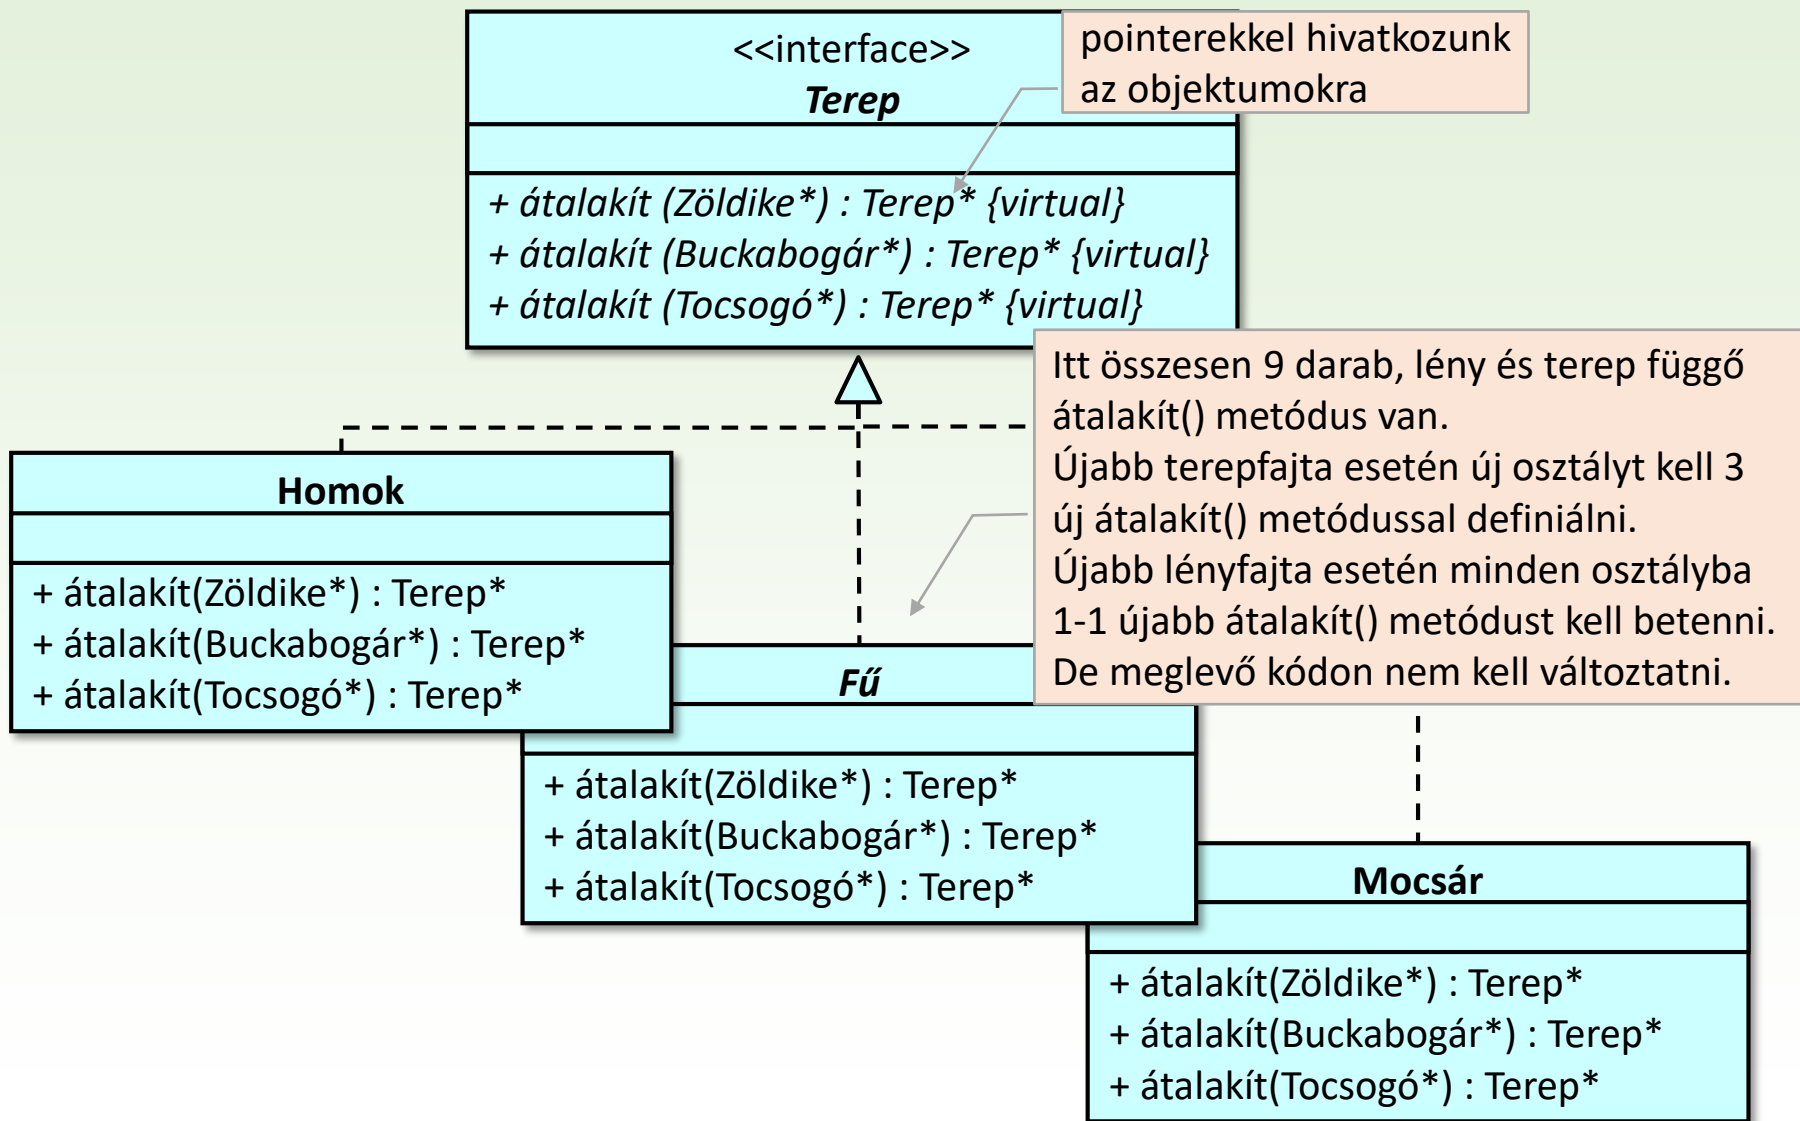 <<interface>>
Terep
pointerekkel hivatkozunk
az objektumokra
+ átalakít (Zöldike*) : Terep* {virtual}
+ átalakít (Buckabogár*) : Terep* {virtual}
+ átalakít (Tocsogó*) : Terep* {virtual}
Itt összesen 9 darab, lény és terep függő
átalakít() metódus van.
Újabb terepfajta esetén új osztályt kell 3
új átalakít() metódussal definiálni.
Újabb lényfajta esetén minden osztályba
1-1 újabb átalakít() metódust kell betenni.
De meglevő kódon nem kell változtatni.
Homok
+ átalakít(Zöldike*) : Terep*
+ átalakít(Buckabogár*) : Terep*
+ átalakít(Tocsogó*) : Terep*
Fű
+ átalakít(Zöldike*) : Terep*
+ átalakít(Buckabogár*) : Terep*
+ átalakít(Tocsogó*) : Terep*
Mocsár
+ átalakít(Zöldike*) : Terep*
+ átalakít(Buckabogár*) : Terep*
+ átalakít(Tocsogó*) : Terep*